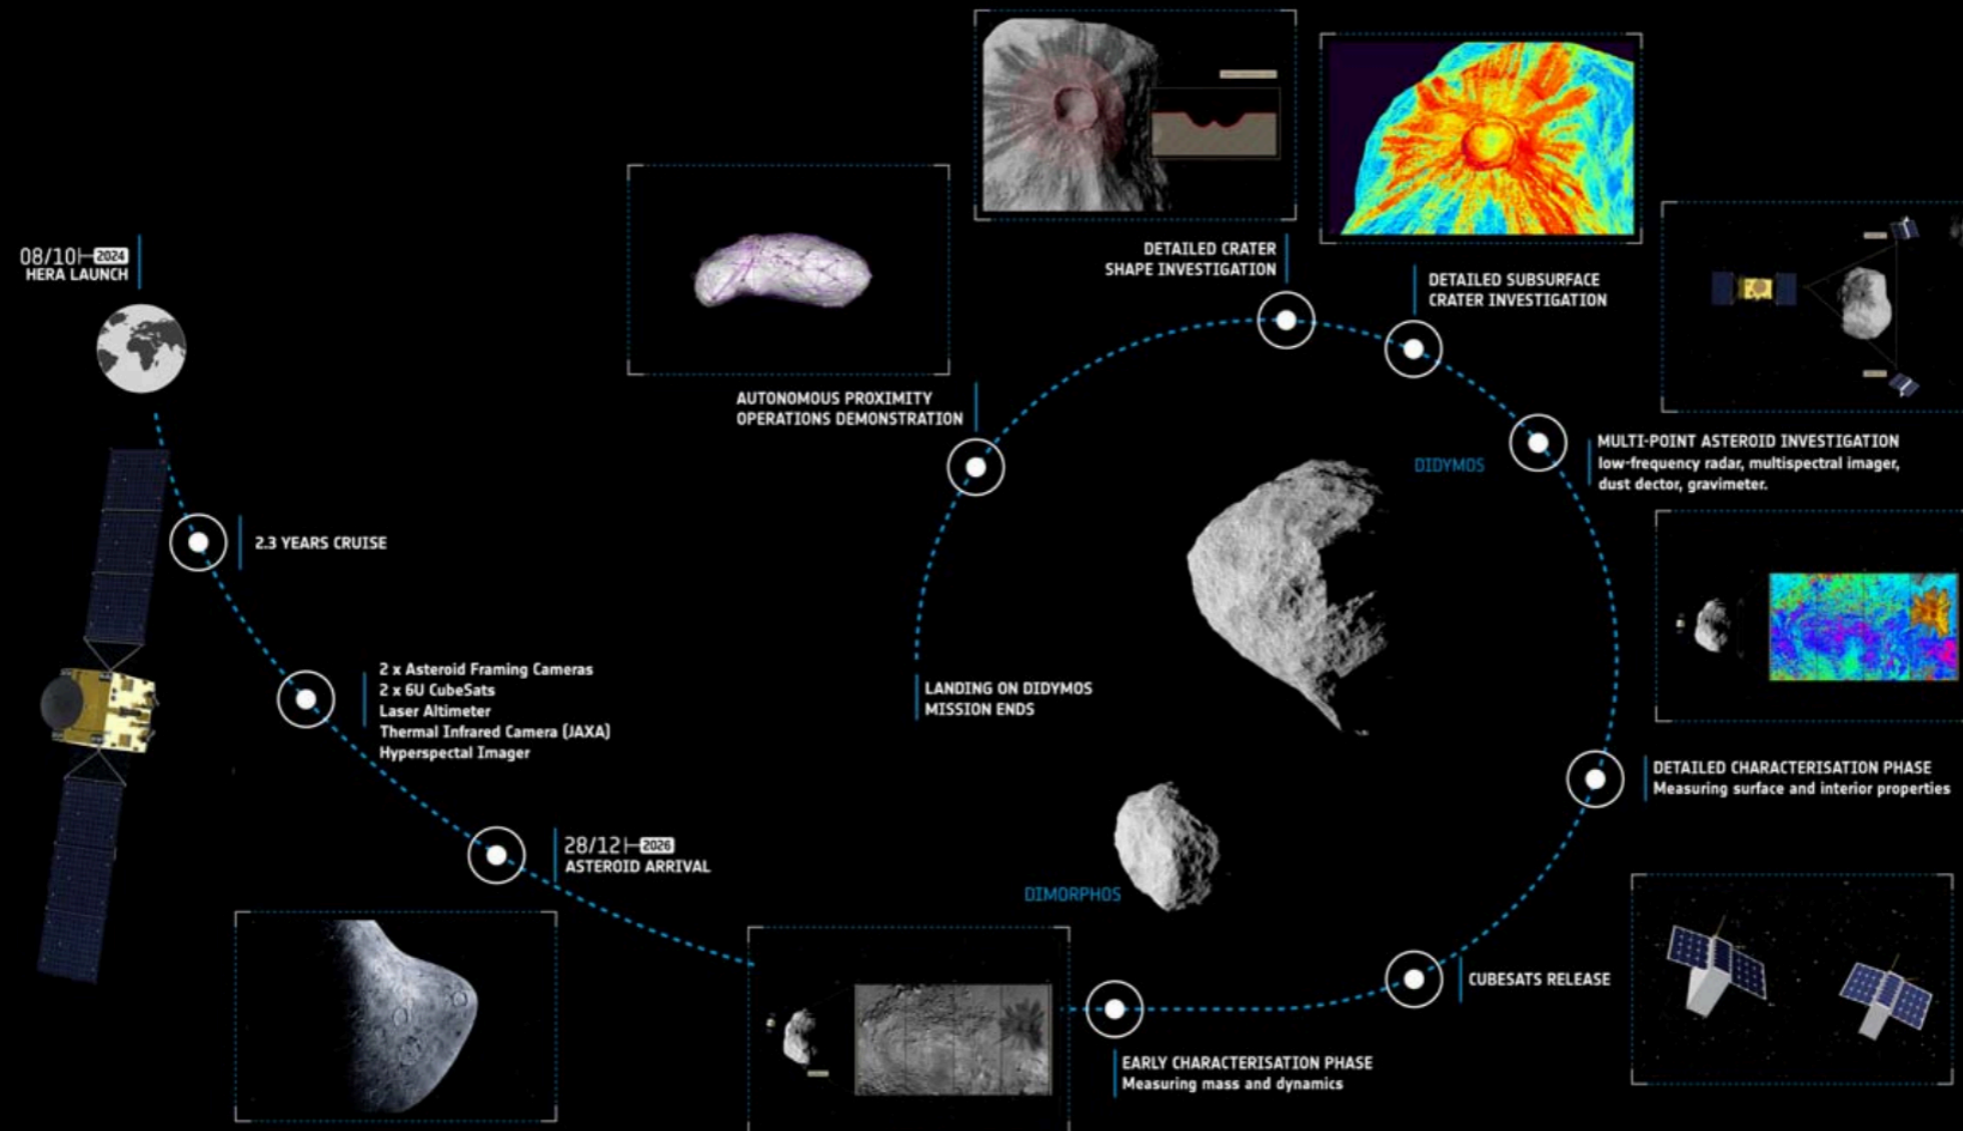 08/10 2024
HERA LAUNCH
2.3 YEARS CRUISE
2 x Asteroid Framing Cameras
2 x 6U CubeSats
Laser Altimeter
Thermal Infrared Camera (JAXA)
Hyperspectal Imager
28/12 2026
ASTEROID ARRIVAL
EARLY CHARACTERISATION PHASE
Measuring mass and dynamics
CUBESATS RELEASE
DETAILED CHARACTERISATION PHASE
Measuring surface and interior properties
MULTI-POINT ASTEROID INVESTIGATION
low-frequency radar, multispectral imager,
dust dector, gravimeter.
DETAILED SUBSURFACE
CRATER INVESTIGATION
DETAILED CRATER
SHAPE INVESTIGATION
AUTONOMOUS PROXIMITY
OPERATIONS DEMONSTRATION
LANDING ON DIDYMOS
MISSION ENDS
DIDYMOS
DIMORPHOS